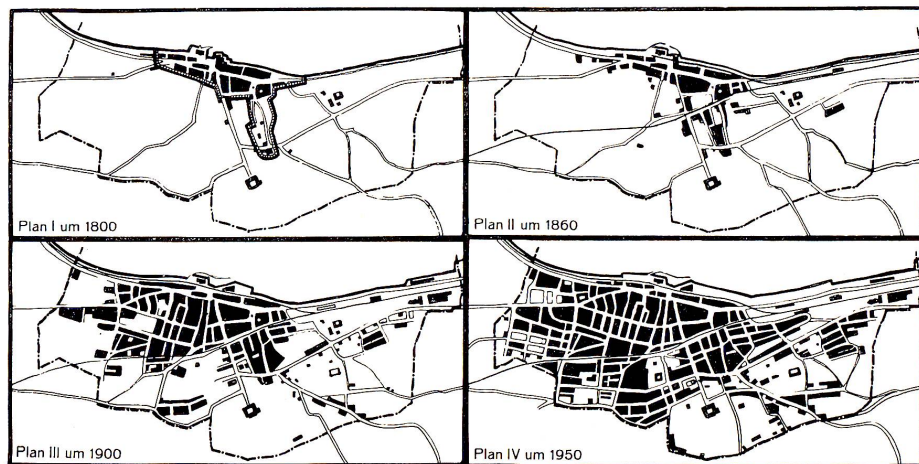 Plan I um 1800
Plan II um 1860
Plan III um 1900
Plan IV um 1950